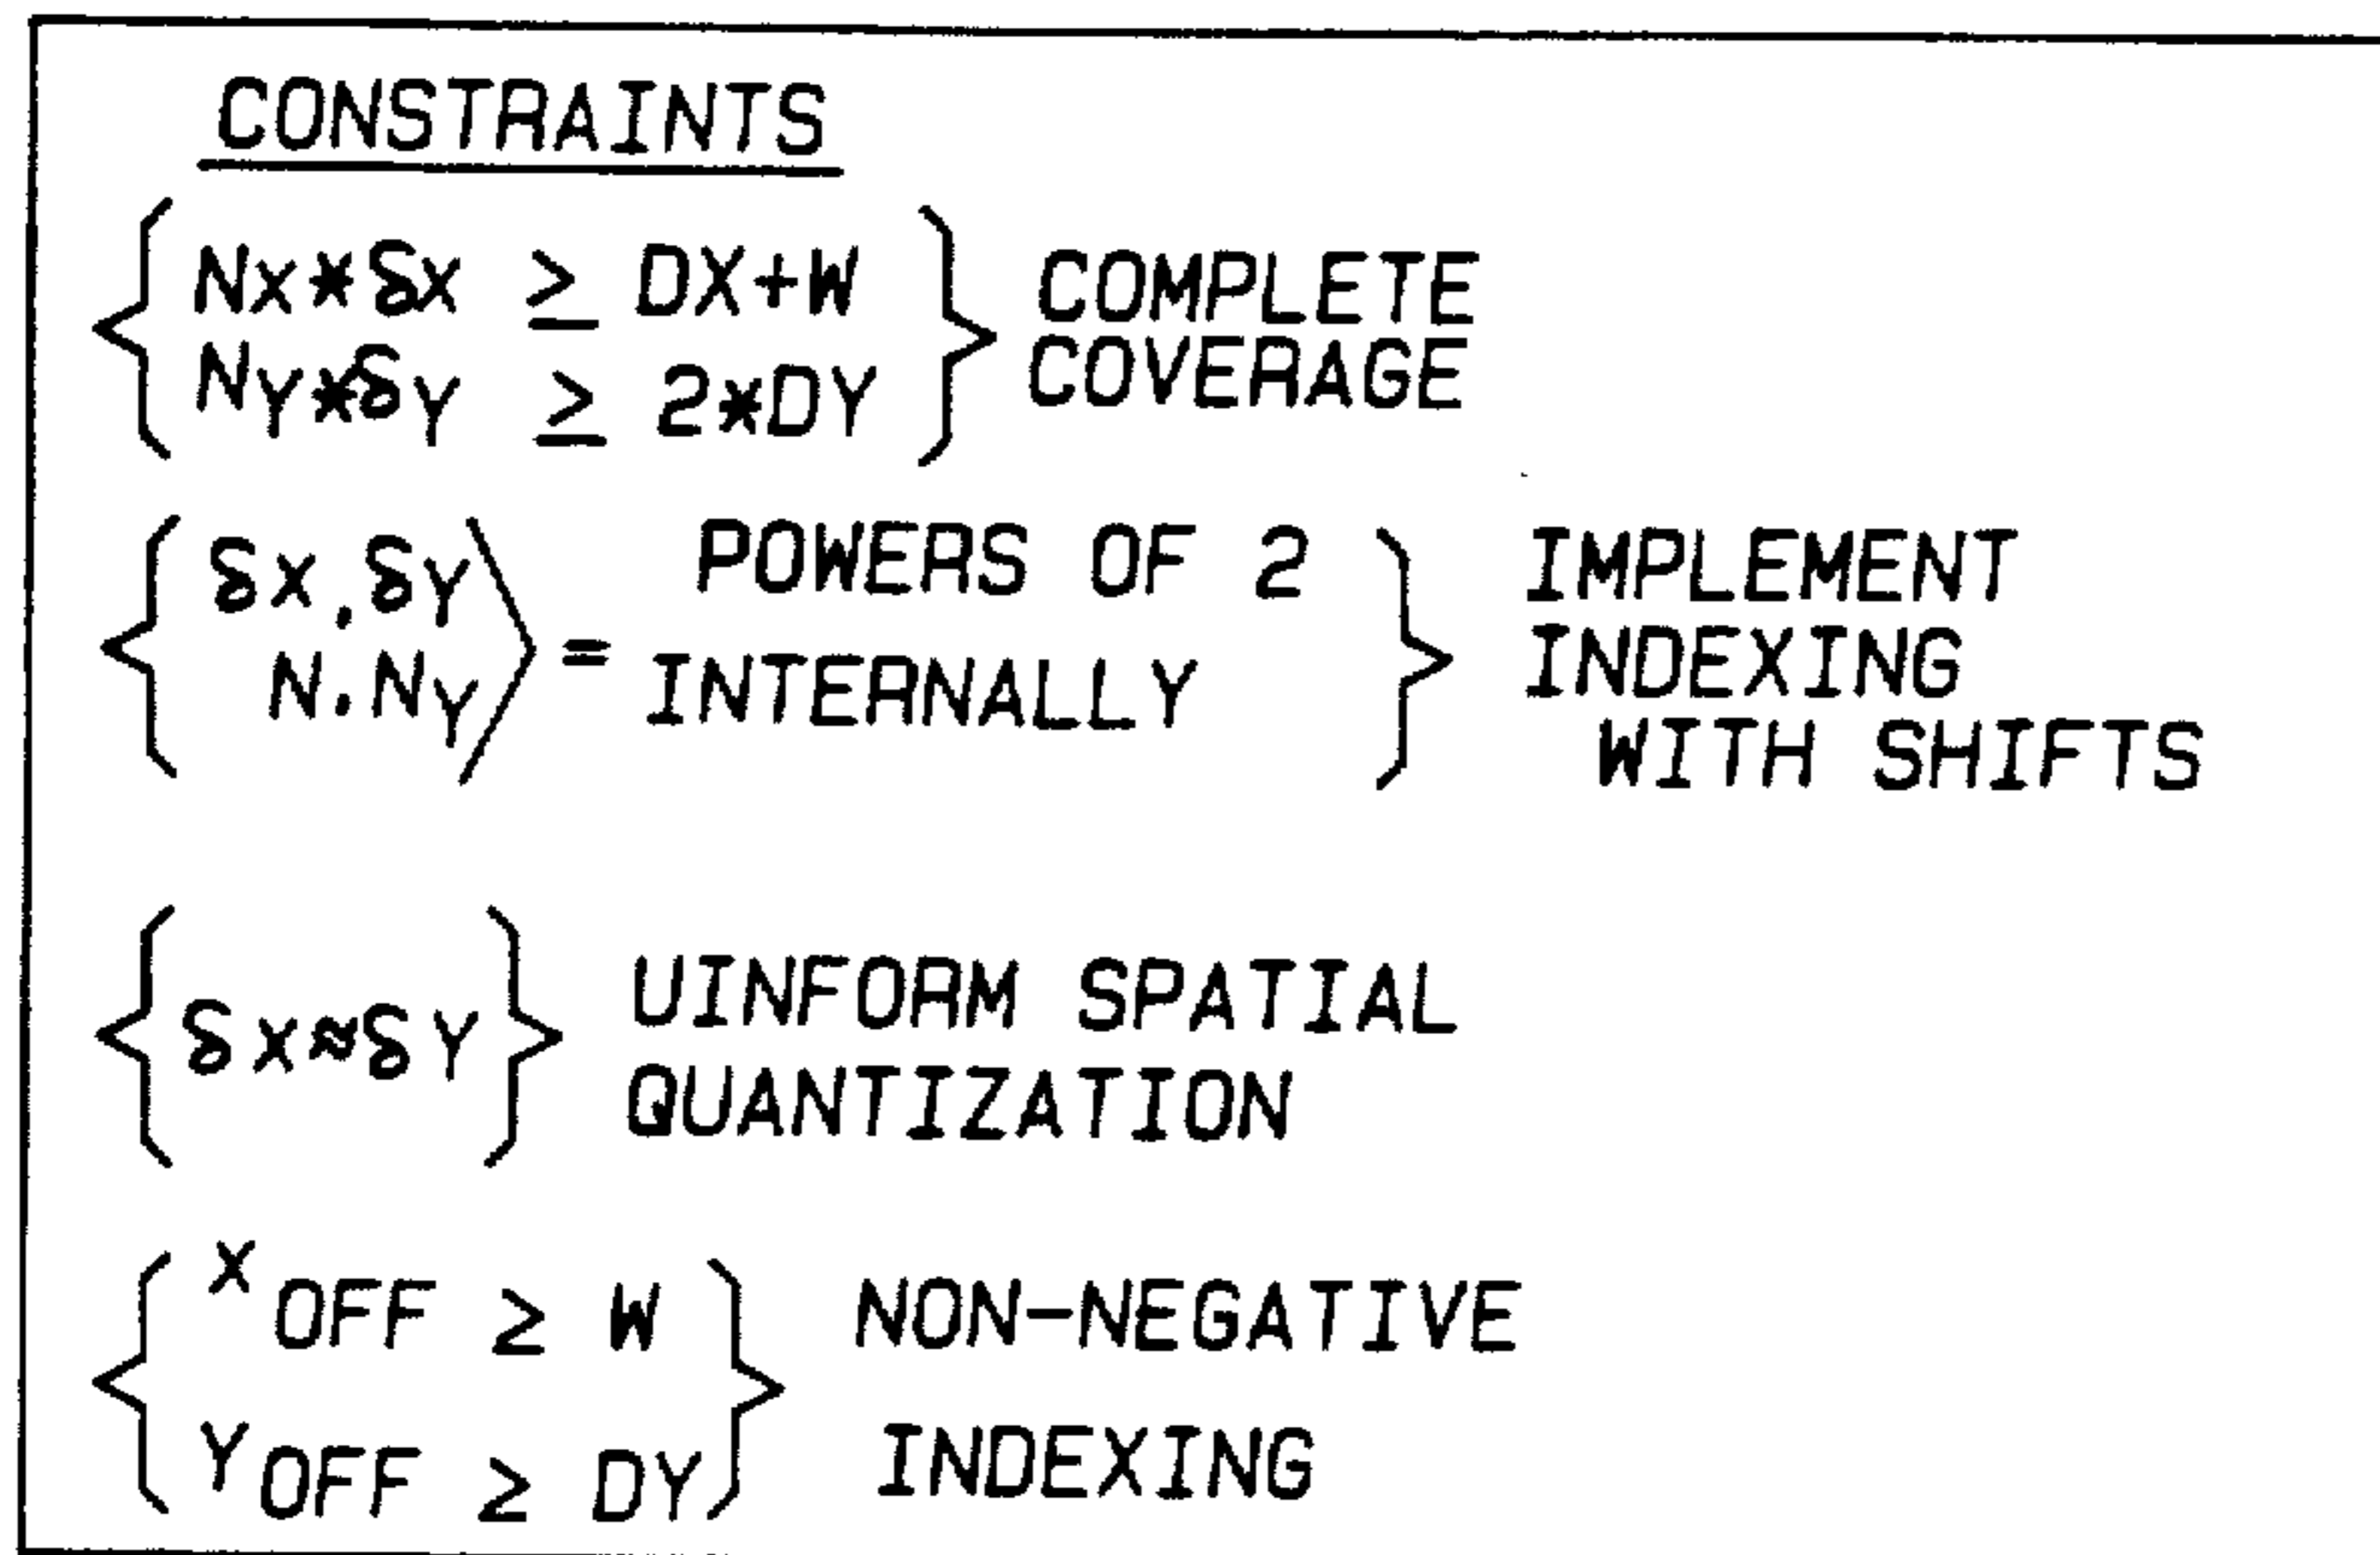 CONSTRAINTS
{ Nx*δx ≥ DX+W } COMPLETE
{ Ny*δy ≥ 2*DY } COVERAGE
{ δx,δy > = POWERS OF 2 } IMPLEMENT
N.Ny INTERNALLY INDEXING
WITH SHIFTS
{ δx≈δy } UINFORM SPATIAL
QUANTIZATION
{ XOFF ≥ W } NON-NEGATIVE
YOFF ≥ DY INDEXING